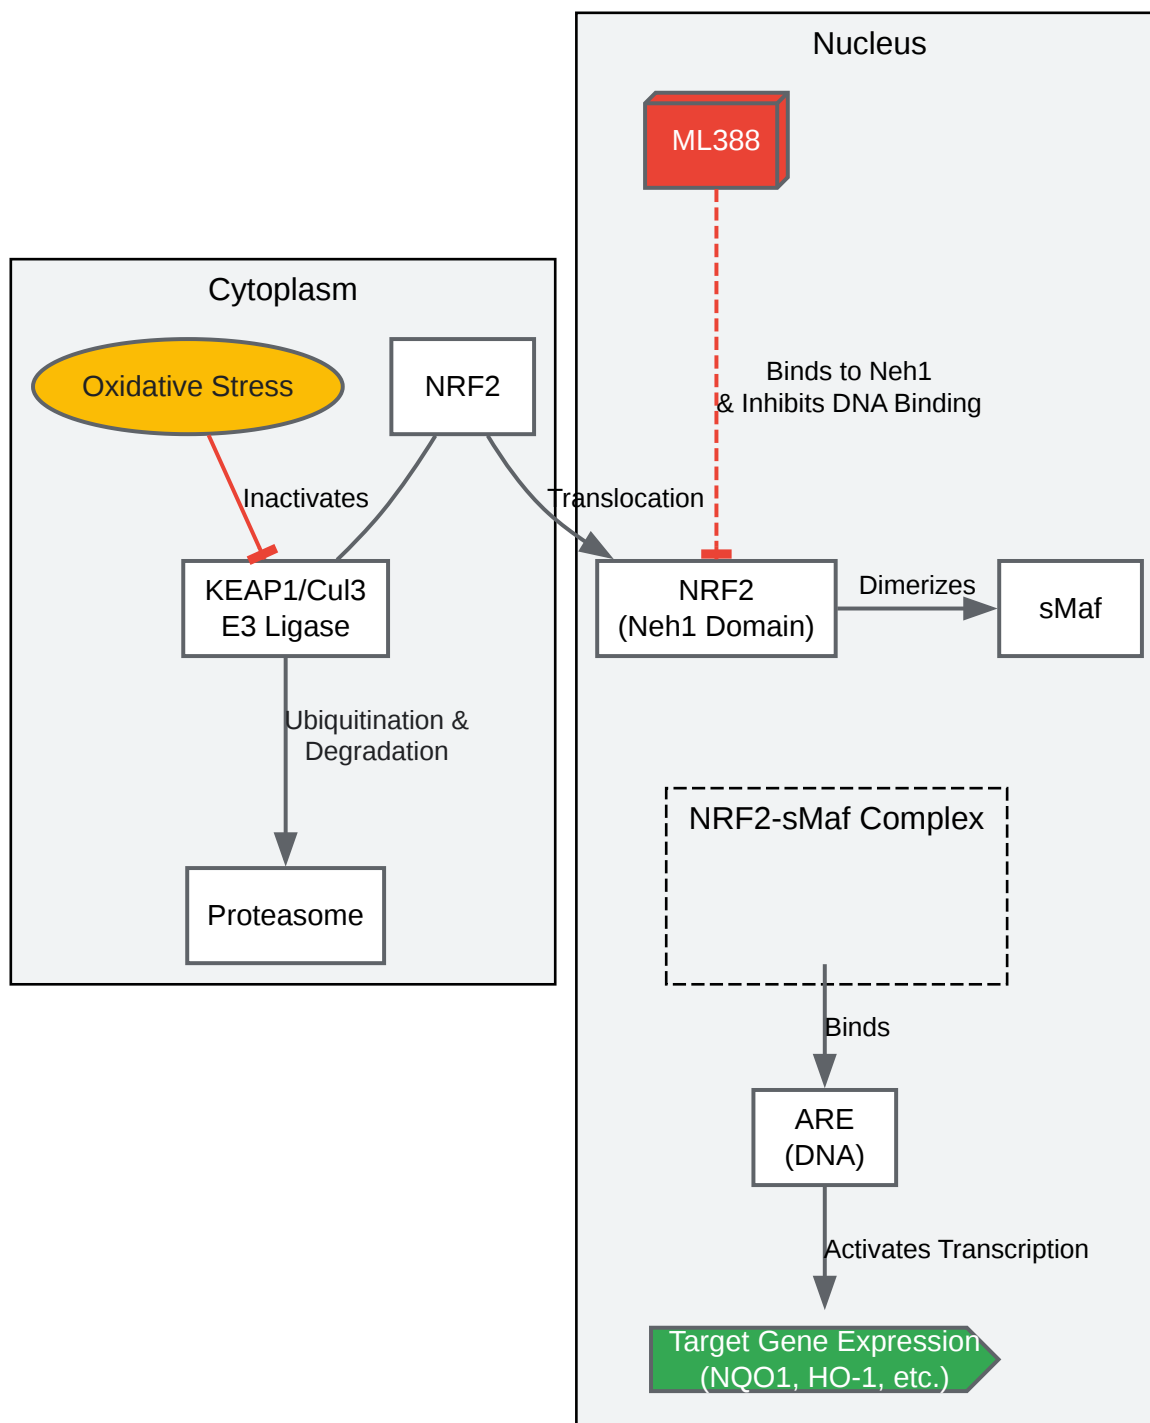 Nucleus
ML388
Binds to Neh1
& Inhibits DNA Binding
Cytoplasm
Oxidative Stress
NRF2
Inactivates
Translocation
KEAP1/Cul3
E3 Ligase
NRF2
(Neh1 Domain)
Dimerizes
sMaf
Ubiquitination &
Degradation
Proteasome
NRF2-sMaf Complex
Binds
ARE
(DNA)
Activates Transcription
Target Gene Expression
(NQO1, HO-1, etc.)